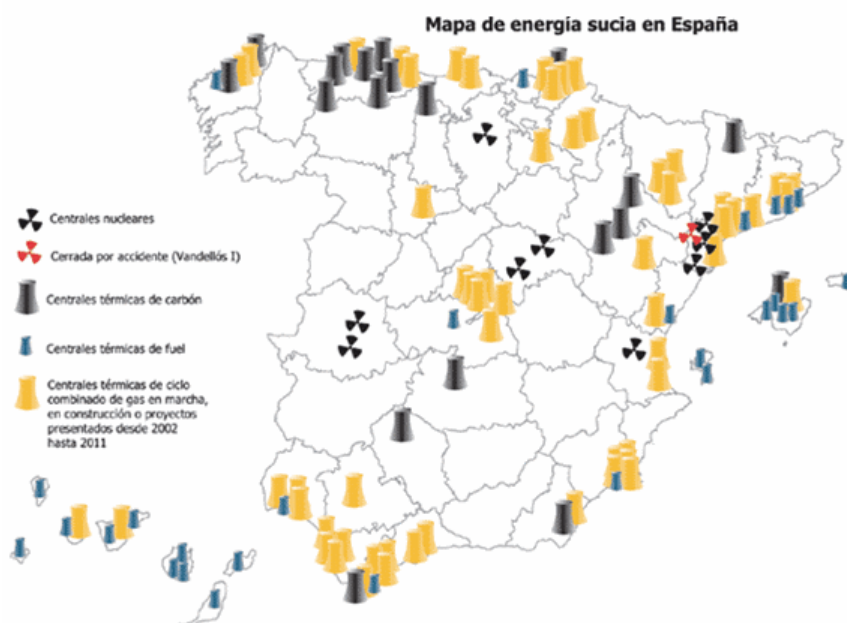 Mapa de energía sucia en España
Centrales nucleares
Cerrada por accidente (Vandellós I)
Centrales térmicas de carbón
Centrales térmicas de fuel
Centrales térmicas de ciclo
combinado de gas en marcha,
en construcción o proyectos
presentados desde 2002
hasta 2011